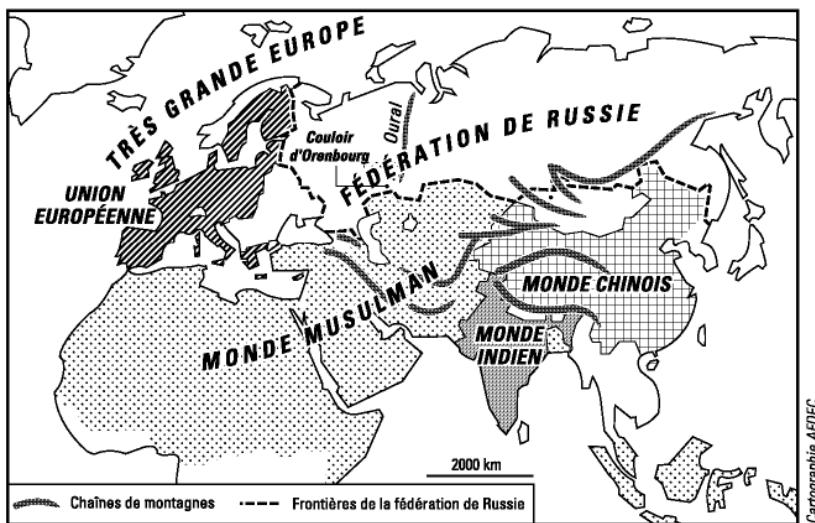 TRÈS GRANDE EUROPE
FÉDÉRATION DE RUSSIE
Oural
Couloir
d'Orenbourg
UNION
EUROPÉENNE
MONDE MUSULMAN
MONDE CHINOIS
MONDE
INDIEN
2000 km
Chaînes de montagnes
Frontières de la fédération de Russie
Cartographie AFDEC